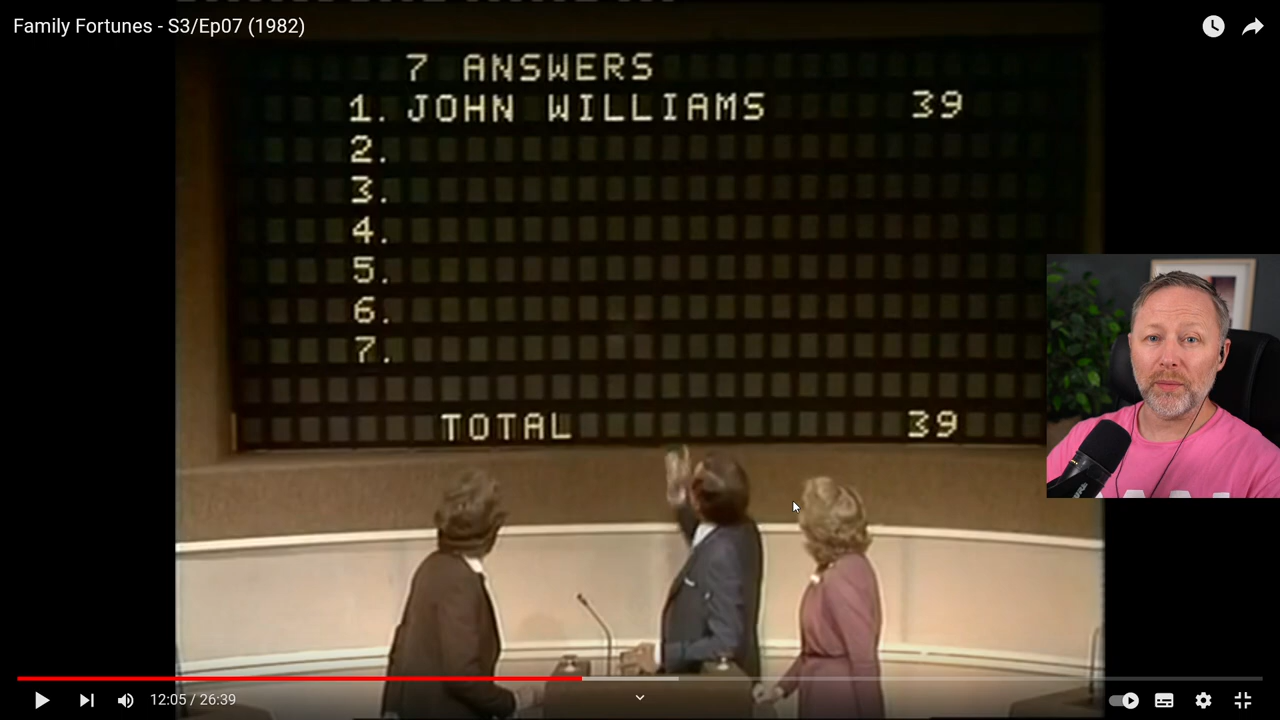 Family Fortunes - S3/Ep07 (1982)
7 ANSWERS
1. JOHN WILLIAMS 39
2.
3.
4.
5.
6.
7.
TOTAL 39
12:05 / 26:39